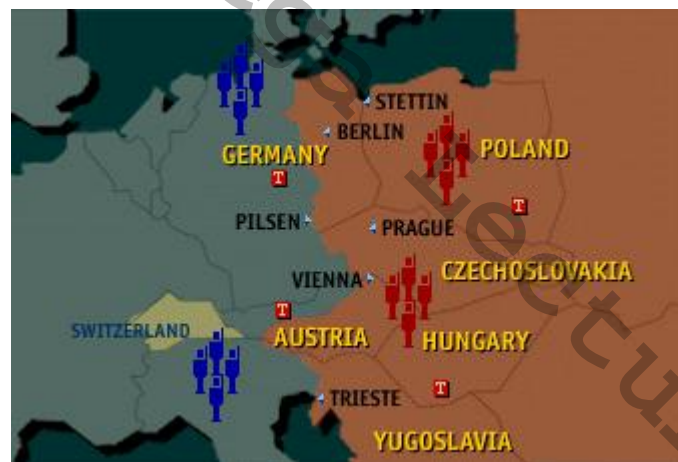 STETTIN
BERLIN
GERMANY
POLAND
T
T
PILSEN
PRAGUE
VIENNA
CZECHOSLOVAKIA
T
SWITZERLAND
AUSTRIA
HUNGARY
T
TRIESTE
YUGOSLAVIA